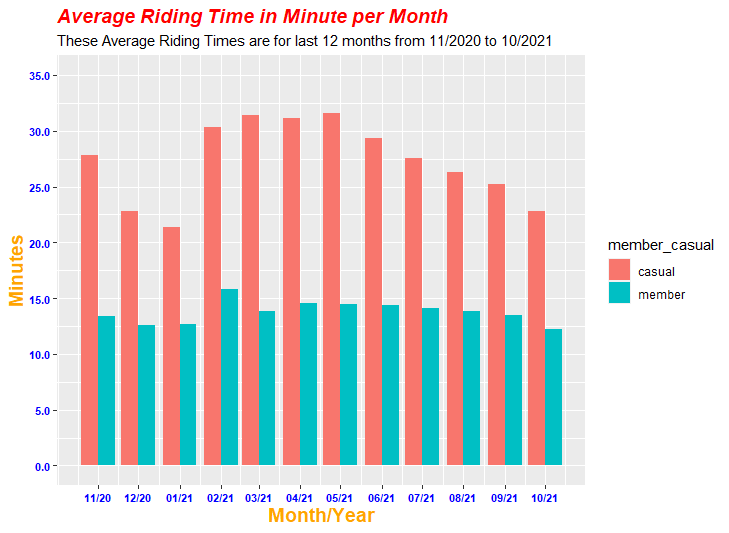 Average Riding Time in Minute per Month
These Average Riding Times are for last 12 months from 11/2020 to 10/2021
35.0
30.0
25.0
20.0
15.0
10.0
5.0
0.0
Minutes
11/20 12/20 01/21 02/21 03/21 04/21 05/21 06/21 07/21 08/21 09/21 10/21
Month/Year
member_casual
casual
member